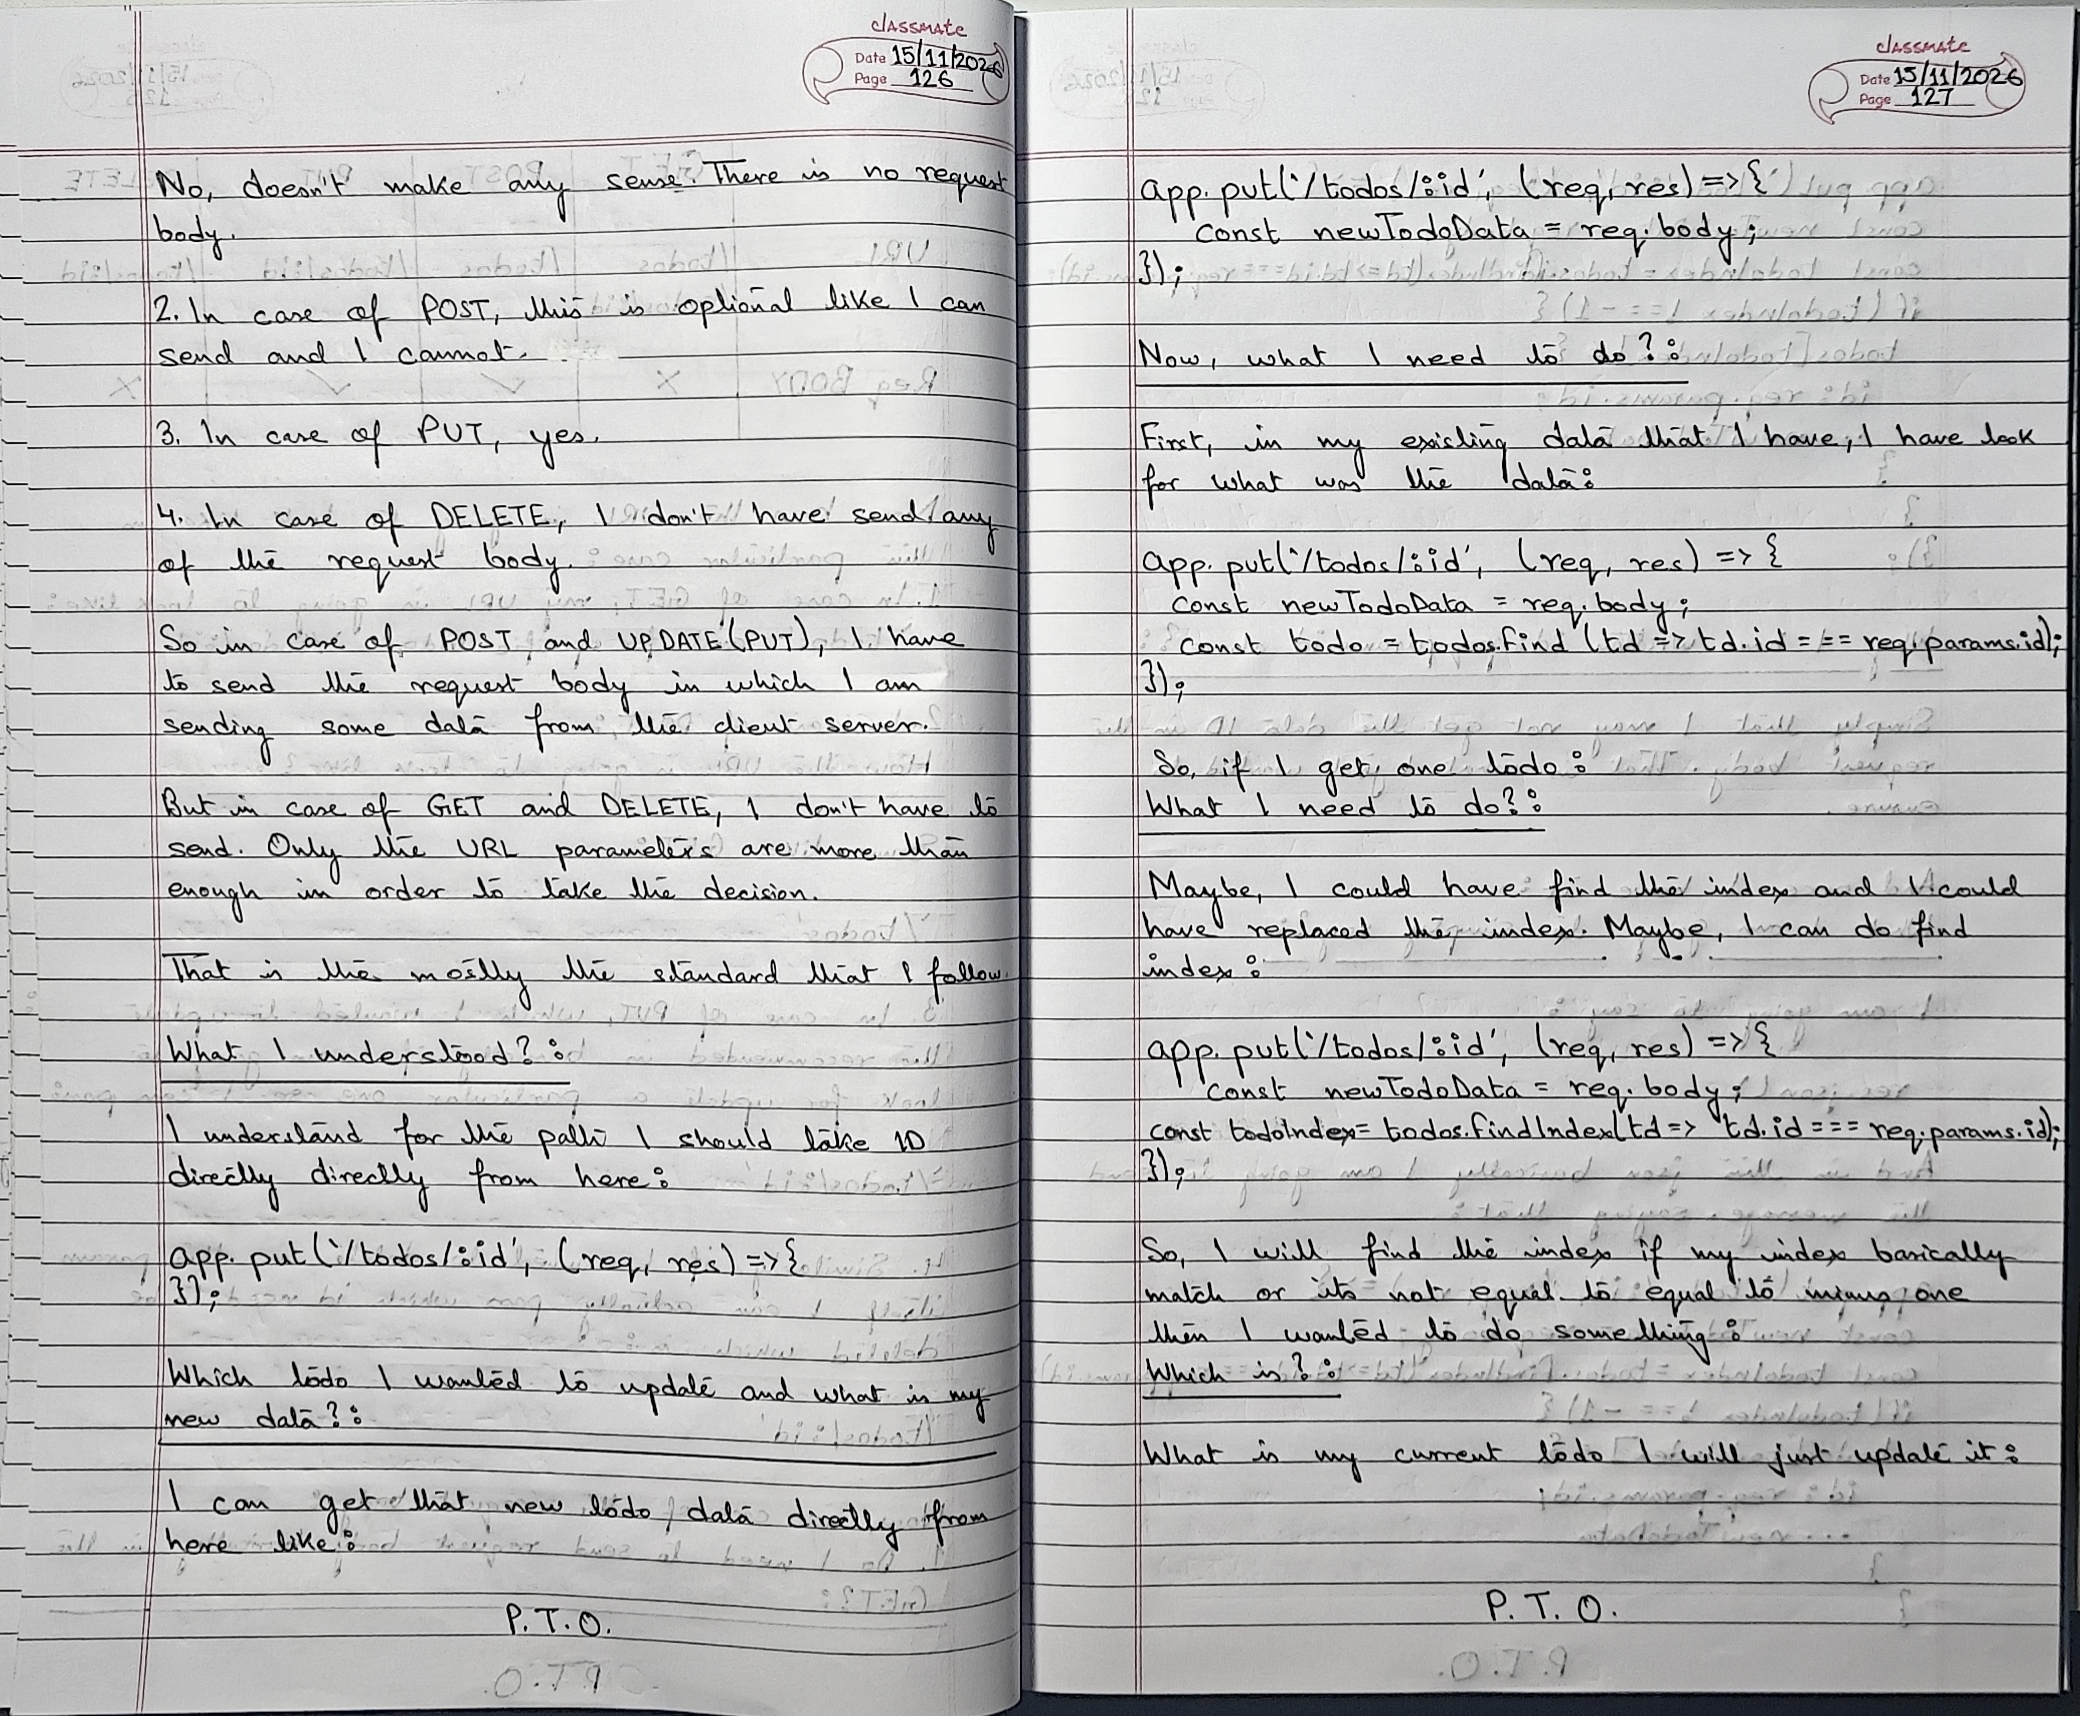 classmate
Date 15/11/2026
Page 126
No, doesn't make any sense. There is no request
body.
2. In case of POST, this is optional like I can
send and I cannot.
3. In case of PUT, yes.
4. In case of DELETE, I don't have send any
of the request body.
So in case of POST and UPDATE(PUT), I have
to send the request body in which I am
sending some data from the client server.
But in case of GET and DELETE, I don't have to
send. Only the URL parameters are more than
enough in order to take the decision.
That is the mostly the standard that I follow.
What I understood?:
I understand for the path I should take ID
directly directly from here:
app.put('/todos/:id', (req, res) => {
});
Which todo I wanted to update and what is my
new data?:
I can get that new todo data directly from
here like:
P.T.O.
classmate
Date 15/11/2026
Page 127
app.put('/todos/:id', (req, res) => {
const newTodoData = req.body;
});
Now, what I need to do?:
First, in my existing data that I have, I have look
for what was the data:
app.put('/todos/:id', (req, res) => {
const newTodoData = req.body;
const todo = todos.find (td => td.id === req.params.id);
});
So, if I get one todo:
What I need to do?:
Maybe, I could have find the index and I could
have replaced the index. Maybe, I can do find
index:
app.put('/todos/:id', (req, res) => {
const newTodoData = req.body;
const todoIndex = todos.findIndex(td => td.id === req.params.id);
});
So, I will find the index if my index basically
match or its not equal to equal to minus one
then I wanted to do something:
Which is?:
What is my current todo I will just update it:
P.T.O.